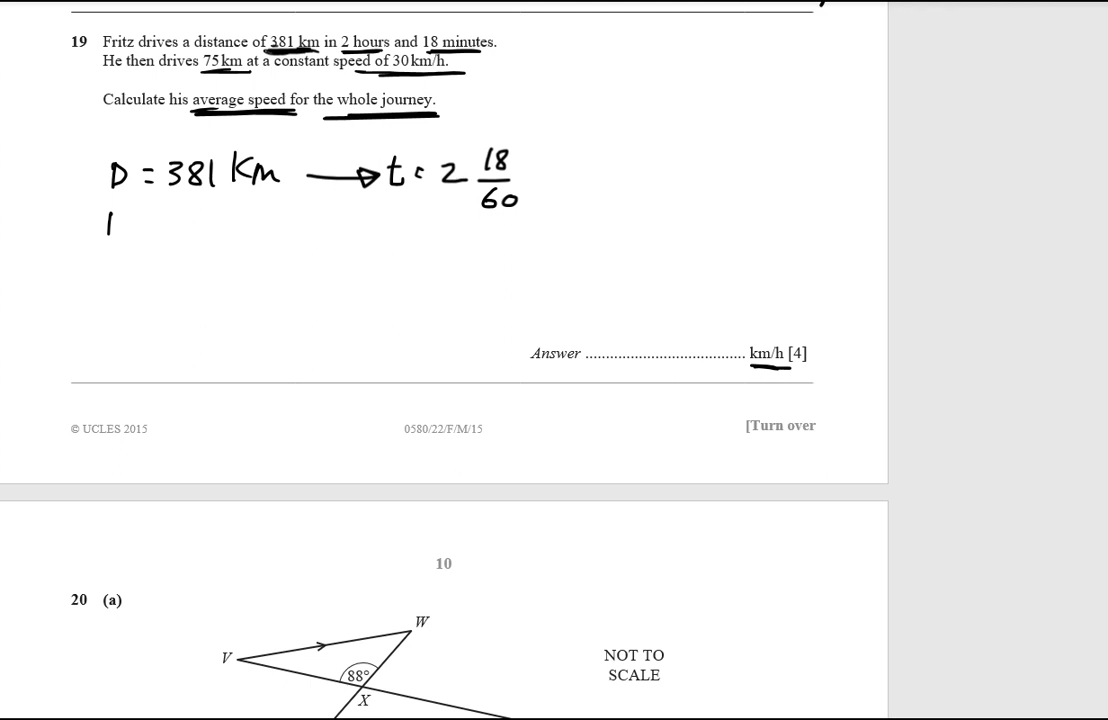 19 Fritz drives a distance of 381 km in 2 hours and 18 minutes.
He then drives 75 km at a constant speed of 30 km/h.
Calculate his average speed for the whole journey.
D = 381 Km → t = 2 18/60
Answer ...................................... km/h [4]
© UCLES 2015 0580/22/F/M/15 [Turn over
10
20 (a)
W
V
NOT TO
SCALE
88°
X